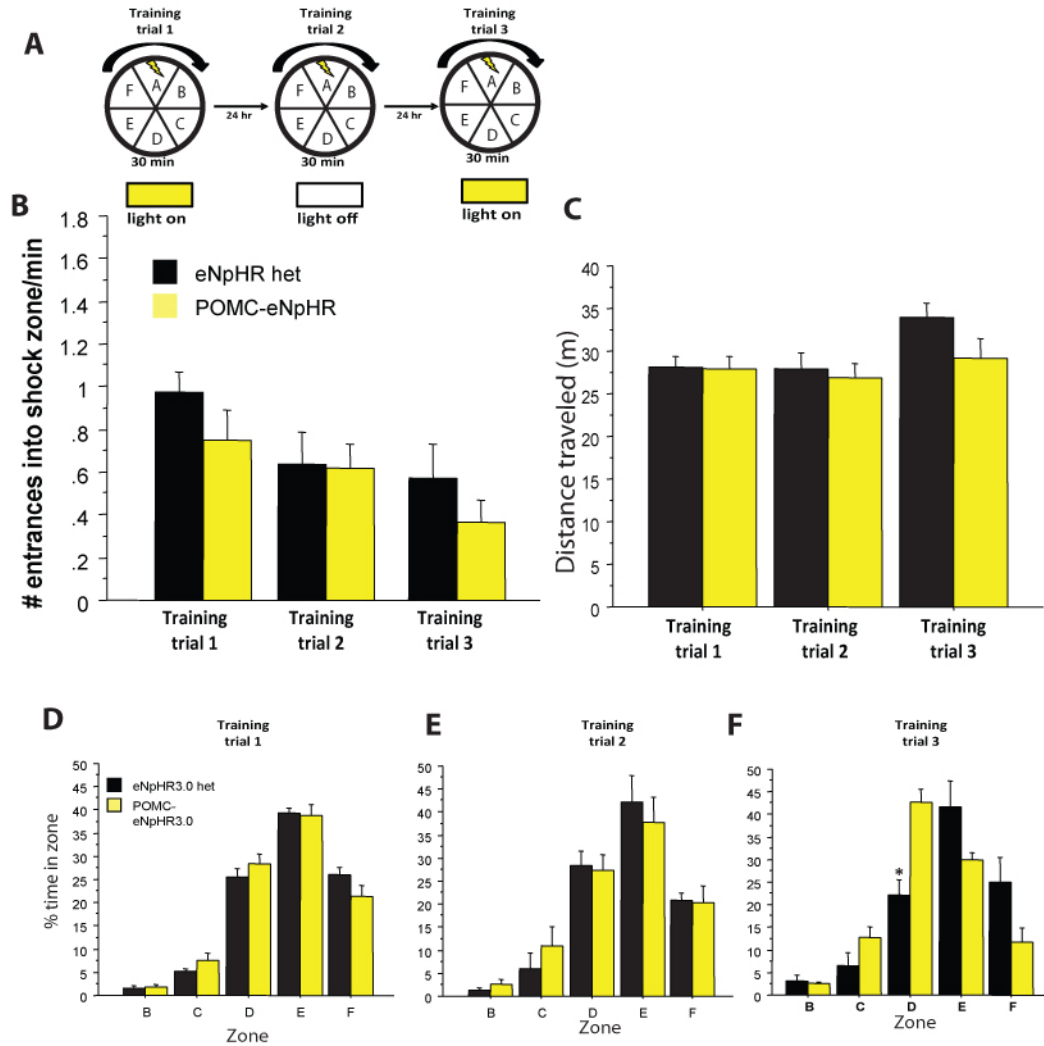 A
Training
trial 1
Training
trial 2
Training
trial 3
F A B
E D C
F A B
E D C
F A B
E D C
24 hr
24 hr
30 min
30 min
30 min
light on
light off
light on
B
# entrances into shock zone/min
1.8
1.6
1.4
1.2
1
.8
.6
.4
.2
0
eNpHR het
POMC-eNpHR
Training
trial 1
Training
trial 2
Training
trial 3
C
Distance traveled (m)
40
35
30
25
20
15
10
5
0
Training
trial 1
Training
trial 2
Training
trial 3
D
Training
trial 1
% time in zone
50
45
40
35
30
25
20
15
10
5
0
eNpHR3.0 het
POMC-
eNpHR3.0
B C D E F
Zone
E
Training
trial 2
50
45
40
35
30
25
20
15
10
5
0
B C D E F
Zone
F
Training
trial 3
50
45
40
35
30
25
20
15
10
5
0
*
B C D E F
Zone